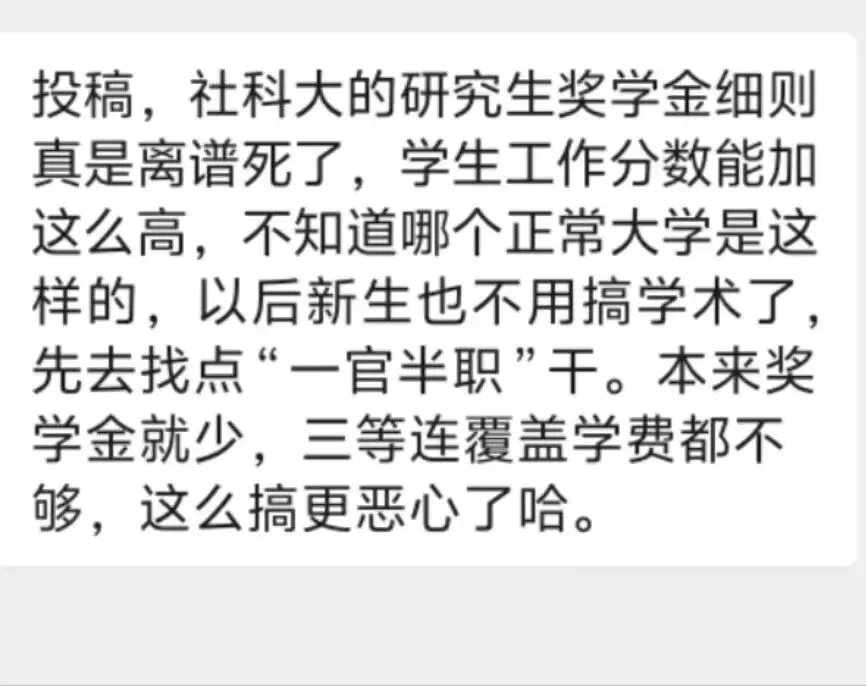 投稿，社科大的研究生奖学金细则
真是离谱死了，学生工作分数能加
这么高，不知道哪个正常大学是这
样的，以后新生也不用搞学术了，
先去找点“一官半职”干。本来奖
学金就少，三等连覆盖学费都不
够，这么搞更恶心了哈。